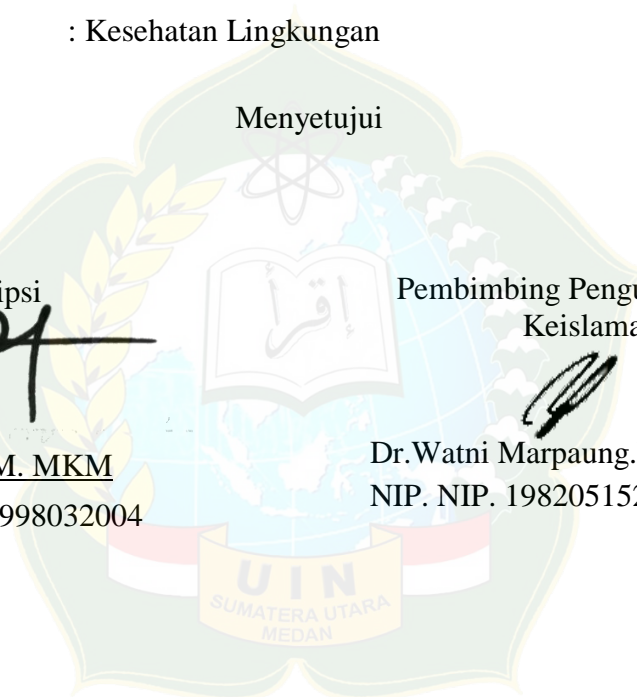 : Kesehatan Lingkungan
Menyetujui
ipsi
Pembimbing Pengu
Keislama
اقرأ
M. MKM
Dr.Watni Marpaung.
998032004
NIP. NIP. 19820515
UIN
SUMATERA UTARA
MEDAN